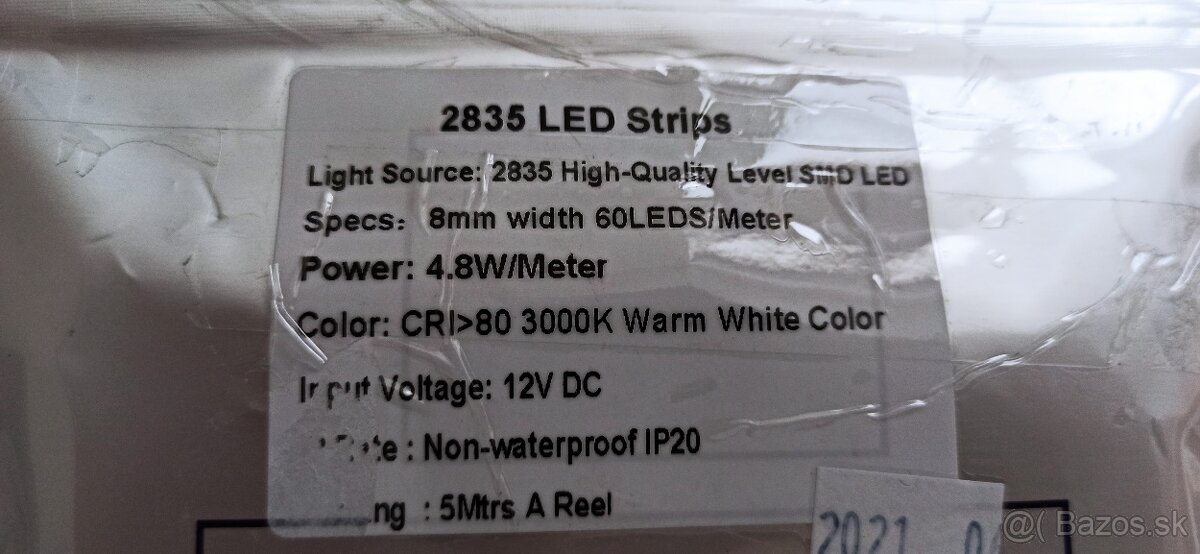 2835 LED Strips
Light Source: 2835 High-Quality Level SMD LED
Specs: 8mm width 60LEDS/Meter
Power: 4.8W/Meter
Color: CRI>80 3000K Warm White Color
Input Voltage: 12V DC
: Non-waterproof IP20
: 5Mtrs A Reel
2021
@( Bazos.sk